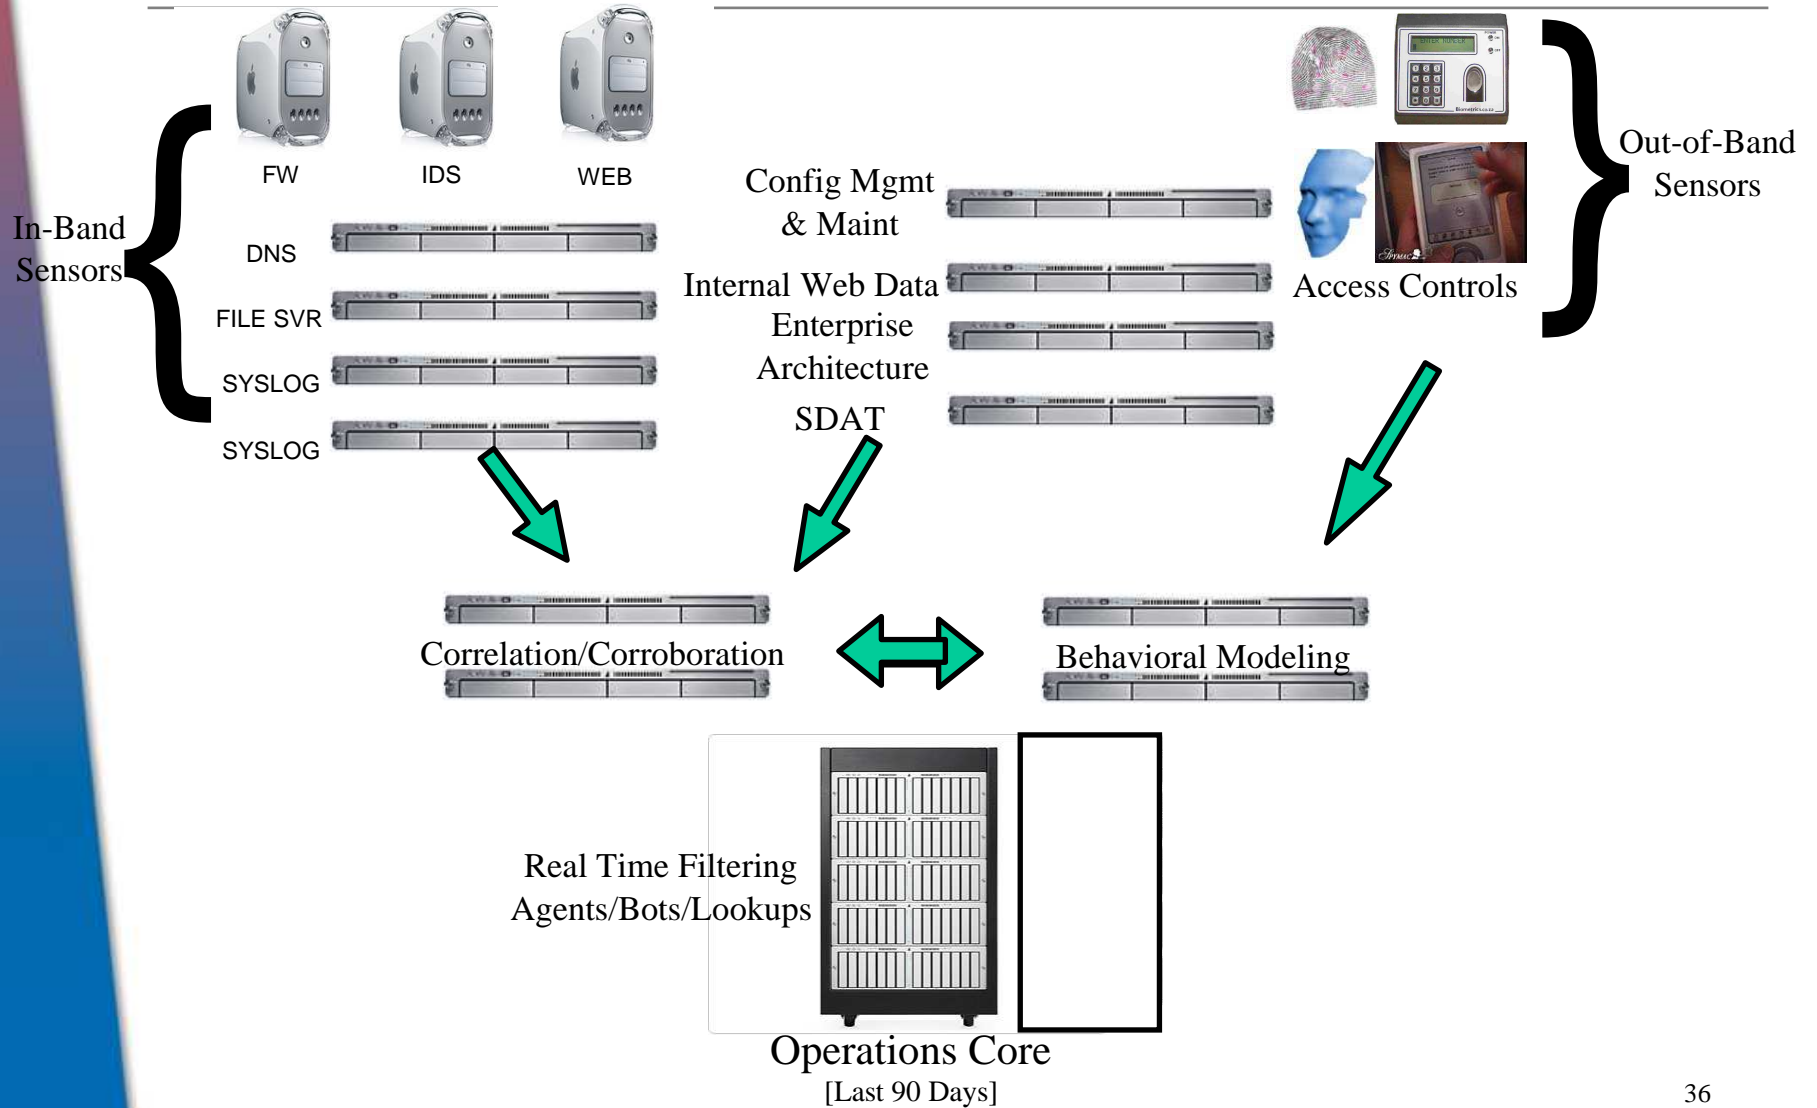 FW
IDS
WEB
In-Band
Sensors
DNS
FILE SVR
SYSLOG
SYSLOG
Config Mgmt
& Maint
Internal Web Data
Enterprise
Architecture
SDAT
Access Controls
Out-of-Band
Sensors
Correlation/Corroboration
Behavioral Modeling
Real Time Filtering
Agents/Bots/Lookups
Operations Core
[Last 90 Days]
36